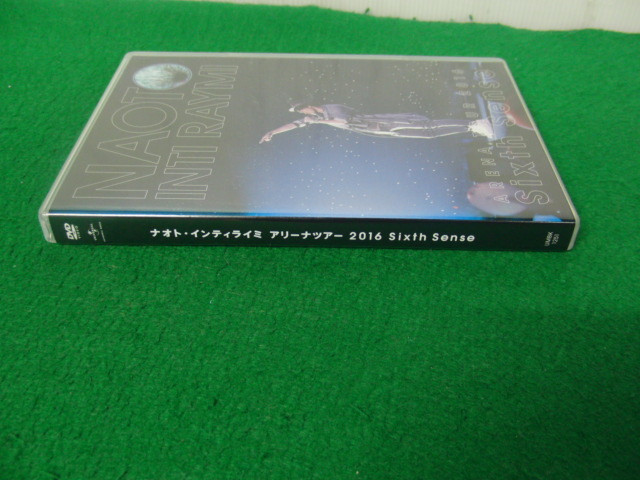 NAOTO
INTI RAYMI
ARENA TOUR 2016
Sixth Sense
DVD
ナオト・インティライミ アリーナツアー 2016 Sixth Sense